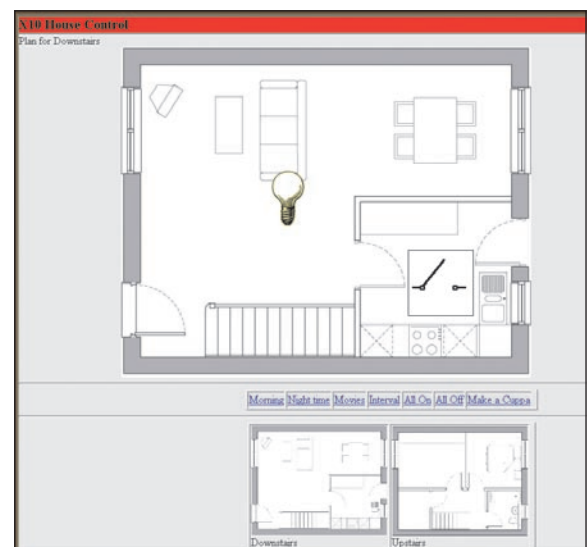 X10 House Control
Plan for Downstairs
Morning Night time Movies Interval All On All Off Make a Cuppa
Downstairs Upstairs